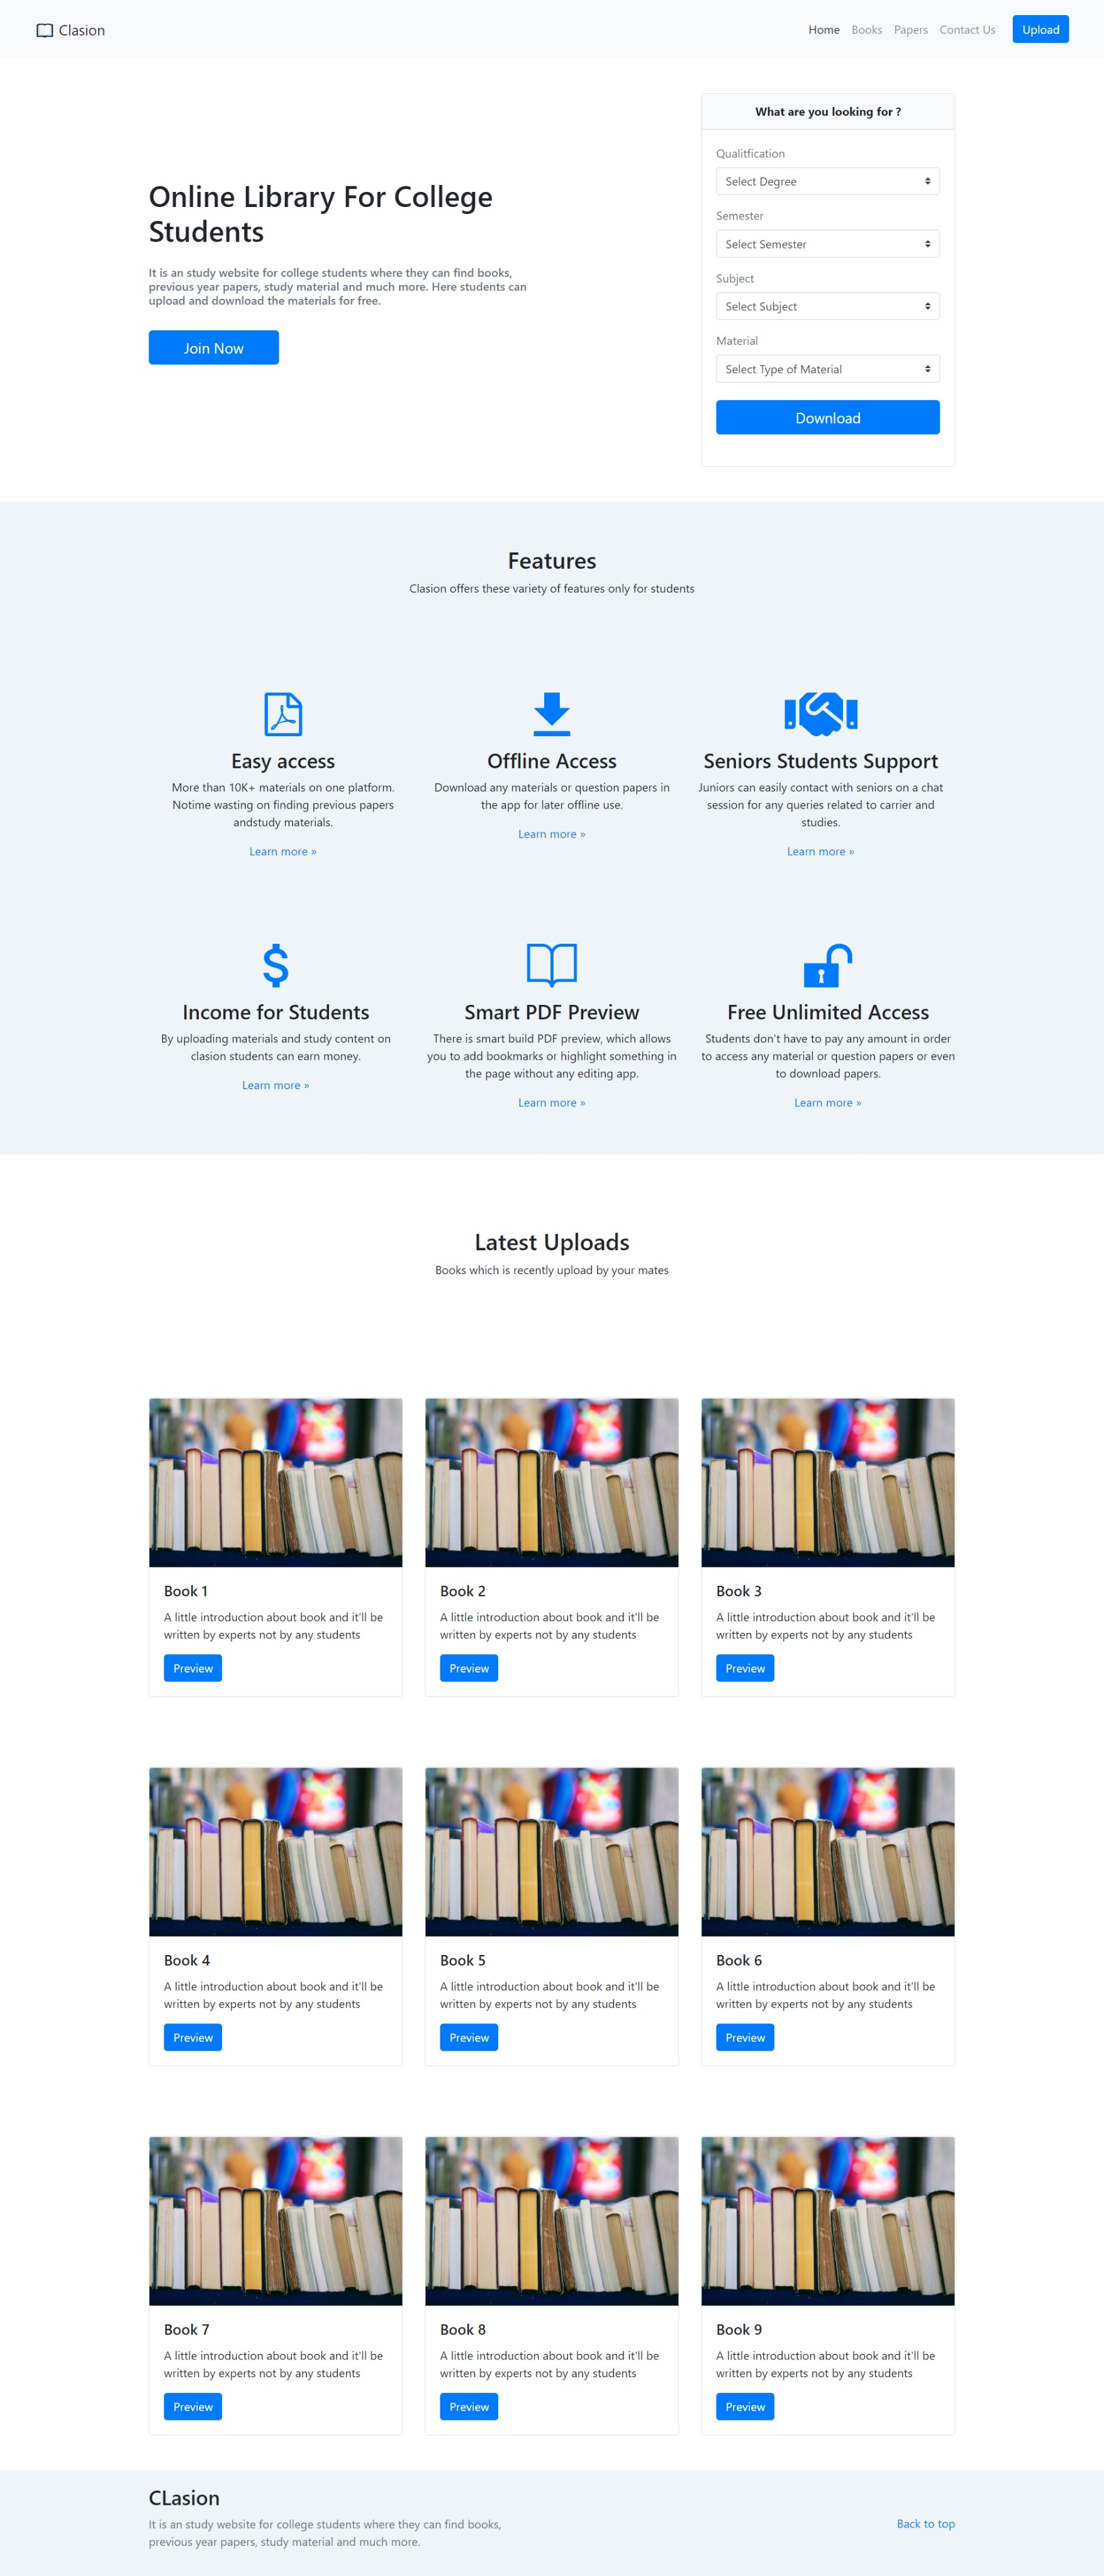 Clasion
Home Books Papers Contact Us Upload
Online Library For College
Students
It is an study website for college students where they can find books,
previous year papers, study material and much more. Here students can
upload and download the materials for free.
Join Now
What are you looking for ?
Qualitfication
Select Degree
Semester
Select Semester
Subject
Select Subject
Material
Select Type of Material
Download
Features
Clasion offers these variety of features only for students
Easy access
More than 10K+ materials on one platform.
Notime wasting on finding previous papers
andstudy materials.
Learn more »
Offline Access
Download any materials or question papers in
the app for later offline use.
Learn more »
Seniors Students Support
Juniors can easily contact with seniors on a chat
session for any queries related to carrier and
studies.
Learn more »
Income for Students
By uploading materials and study content on
clasion students can earn money.
Learn more »
Smart PDF Preview
There is smart build PDF preview, which allows
you to add bookmarks or highlight something in
the page without any editing app.
Learn more »
Free Unlimited Access
Students don't have to pay any amount in order
to access any material or question papers or even
to download papers.
Learn more »
Latest Uploads
Books which is recently upload by your mates
Book 1
A little introduction about book and it'll be
written by experts not by any students
Preview
Book 2
A little introduction about book and it'll be
written by experts not by any students
Preview
Book 3
A little introduction about book and it'll be
written by experts not by any students
Preview
Book 4
A little introduction about book and it'll be
written by experts not by any students
Preview
Book 5
A little introduction about book and it'll be
written by experts not by any students
Preview
Book 6
A little introduction about book and it'll be
written by experts not by any students
Preview
Book 7
A little introduction about book and it'll be
written by experts not by any students
Preview
Book 8
A little introduction about book and it'll be
written by experts not by any students
Preview
Book 9
A little introduction about book and it'll be
written by experts not by any students
Preview
CLasion
It is an study website for college students where they can find books,
previous year papers, study material and much more.
Back to top